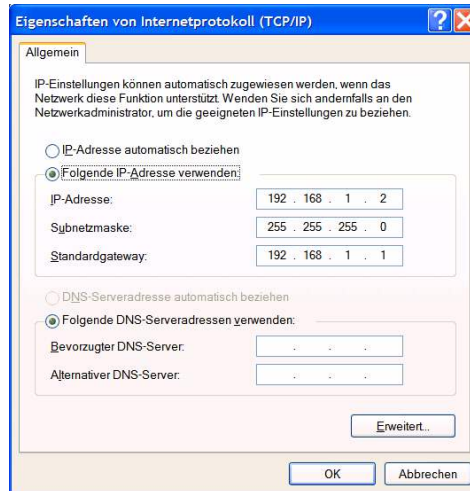 Eigenschaften von Internetprotokoll (TCP/IP)
Allgemein
IP-Einstellungen können automatisch zugewiesen werden, wenn das
Netzwerk diese Funktion unterstützt. Wenden Sie sich andernfalls an den
Netzwerkadministrator, um die geeigneten IP-Einstellungen zu beziehen.
IP-Adresse automatisch beziehen
Folgende IP-Adresse verwenden:
IP-Adresse: 192 . 168 . 1 . 2
Subnetzmaske: 255 . 255 . 255 . 0
Standardgateway: 192 . 168 . 1 . 1
DNS-Serveradresse automatisch beziehen
Folgende DNS-Serveradressen verwenden:
Bevorzugter DNS-Server: . . .
Alternativer DNS-Server: . . .
Erweitert...
OK Abbrechen